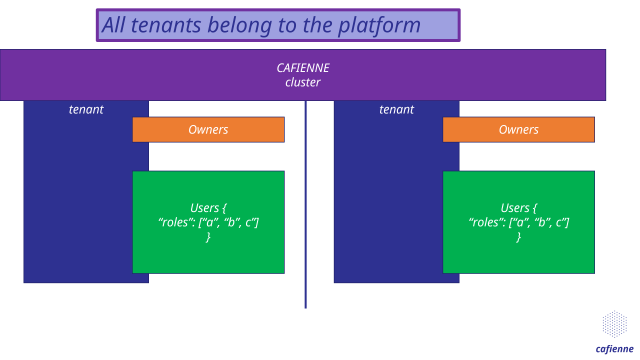 All tenants belong to the platform
CAFIENNE
cluster
tenant
Owners
Users {
“roles”: [“a”, “b”, “c”]
}
tenant
Owners
Users {
“roles”: [“a”, “b”, “c”]
}
cafienne